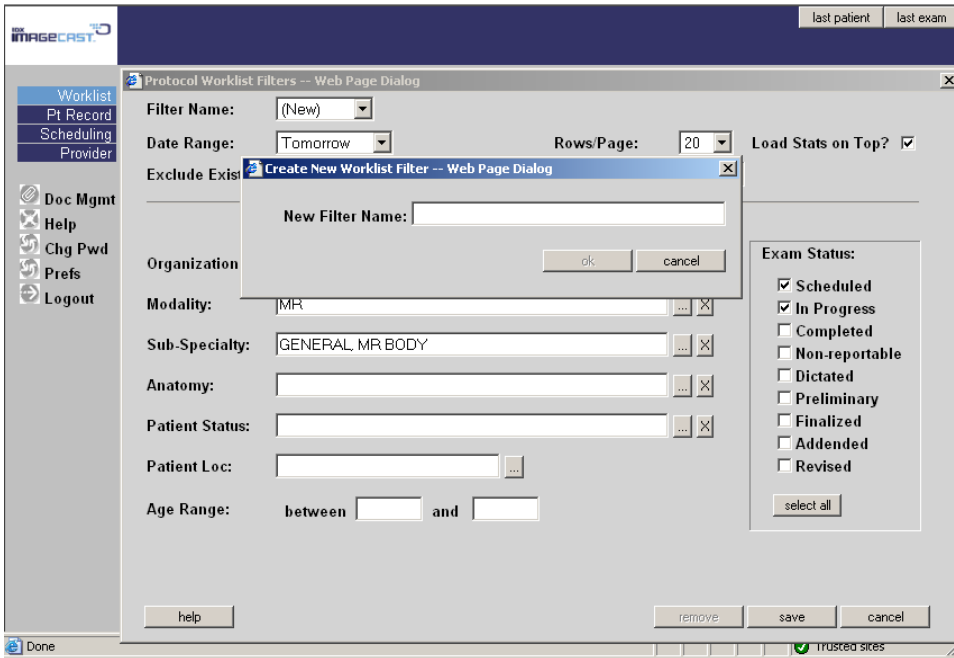 last patient last exam
IDX
IMAGECAST
Protocol Worklist Filters -- Web Page Dialog
Worklist
Pt Record
Scheduling
Provider
Doc Mgmt
Help
Chg Pwd
Prefs
Logout
Filter Name: (New)
Date Range: Tomorrow Rows/Page: 20 Load Stats on Top?
Exclude Exist
Create New Worklist Filter -- Web Page Dialog
New Filter Name:
ok cancel
Organization
Modality: MR ... X
Sub-Specialty: GENERAL, MR BODY ... X
Anatomy: ... X
Patient Status: ... X
Patient Loc: ...
Age Range: between and
Exam Status:
Scheduled
In Progress
Completed
Non-reportable
Dictated
Preliminary
Finalized
Addended
Revised
select all
help remove save cancel
Done Trusted sites